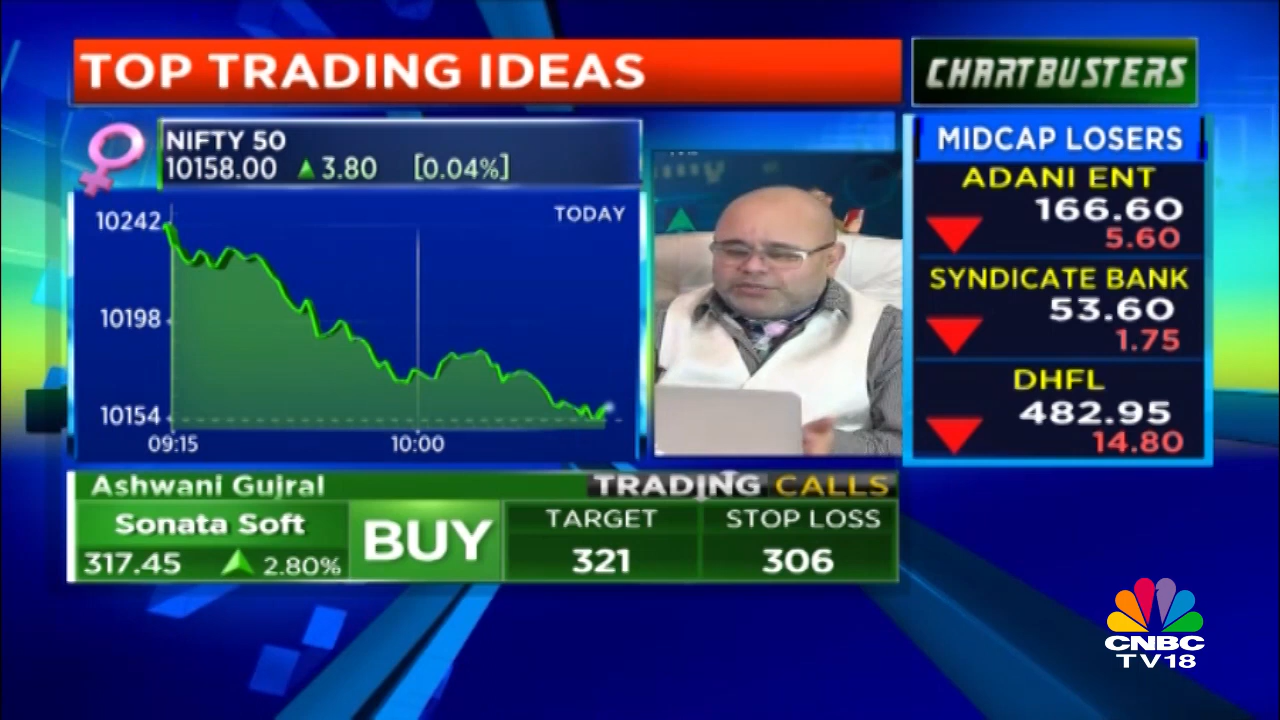 TOP TRADING IDEAS
CHARTBUSTERS
NIFTY 50
10158.00 ▲ 3.80 [0.04%]
TODAY
10242
10198
10154
09:15 10:00
MIDCAP LOSERS
ADANI ENT
166.60
5.60
SYNDICATE BANK
53.60
1.75
DHFL
482.95
14.80
Ashwani Gujral
TRADING CALLS
Sonata Soft
317.45 ▲ 2.80%
BUY
TARGET
321
STOP LOSS
306
CNBC
TV18